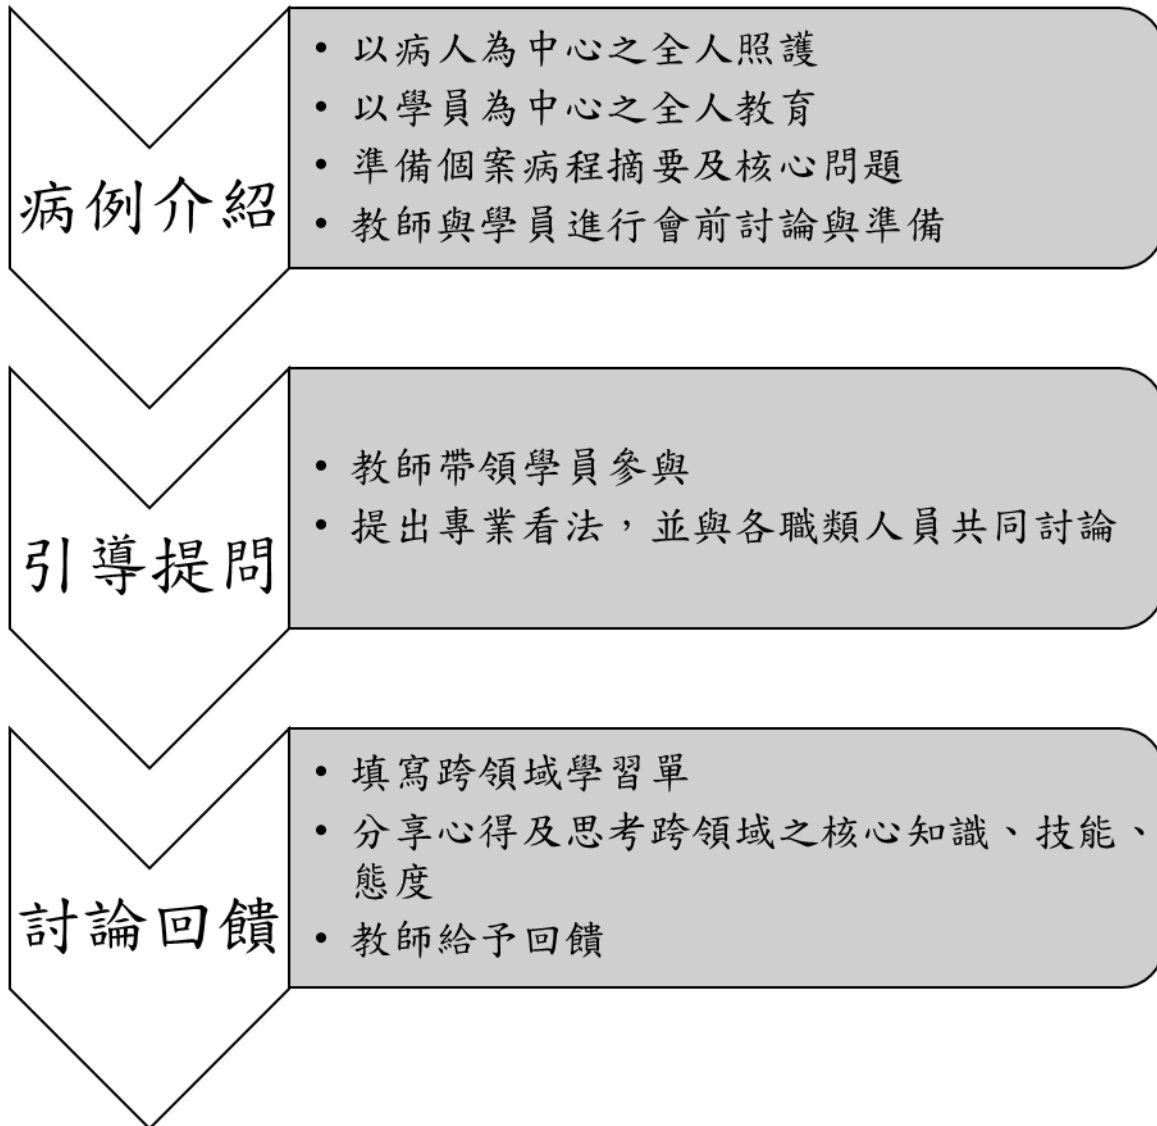 病例介紹
• 以病人為中心之全人照護
• 以學員為中心之全人教育
• 準備個案病程摘要及核心問題
• 教師與學員進行會前討論與準備
引導提問
• 教師帶領學員參與
• 提出專業看法，並與各職類人員共同討論
討論回饋
• 填寫跨領域學習單
• 分享心得及思考跨領域之核心知識、技能、
態度
• 教師給予回饋